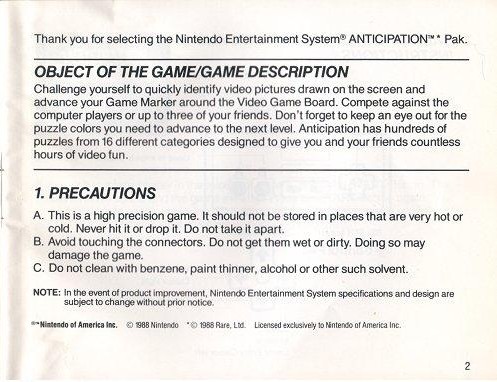 Thank you for selecting the Nintendo Entertainment System® ANTICIPATION™* Pak.
OBJECT OF THE GAME/GAME DESCRIPTION
Challenge yourself to quickly identify video pictures drawn on the screen and
advance your Game Marker around the Video Game Board. Compete against the
computer players or up to three of your friends. Don't forget to keep an eye out for the
puzzle colors you need to advance to the next level. Anticipation has hundreds of
puzzles from 16 different categories designed to give you and your friends countless
hours of video fun.
1. PRECAUTIONS
A. This is a high precision game. It should not be stored in places that are very hot or
cold. Never hit it or drop it. Do not take it apart.
B. Avoid touching the connectors. Do not get them wet or dirty. Doing so may
damage the game.
C. Do not clean with benzene, paint thinner, alcohol or other such solvent.
NOTE: In the event of product improvement, Nintendo Entertainment System specifications and design are
subject to change without prior notice.
®™Nintendo of America Inc. © 1988 Nintendo *© 1988 Rare, Ltd. Licensed exclusively to Nintendo of America Inc.
2